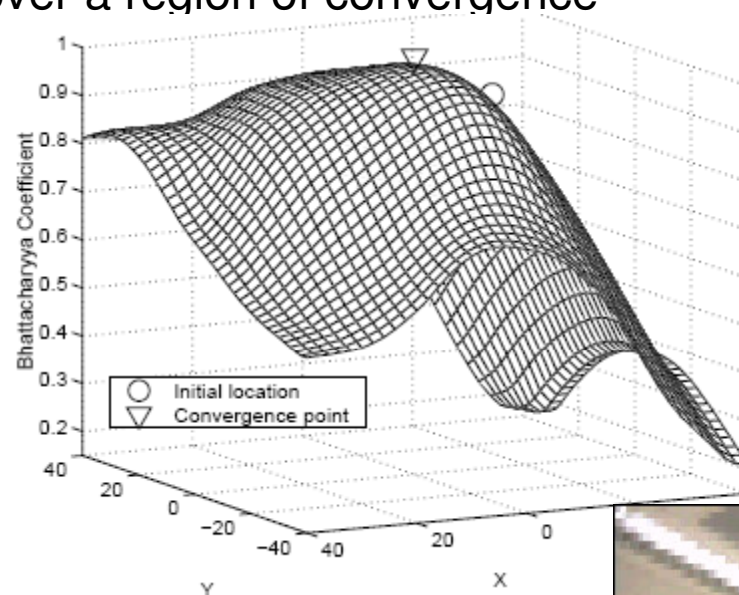 over a region of convergence
1
0.9
0.8
0.7
0.6
0.5
0.4
0.3
0.2
Bhattacharyya Coefficient
Initial location
Convergence point
40
20
0
−20
−40
40
20
0
Y
X